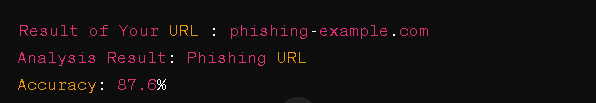 Result of Your URL : phishing-example.com
Analysis Result: Phishing URL
Accuracy: 87.6%